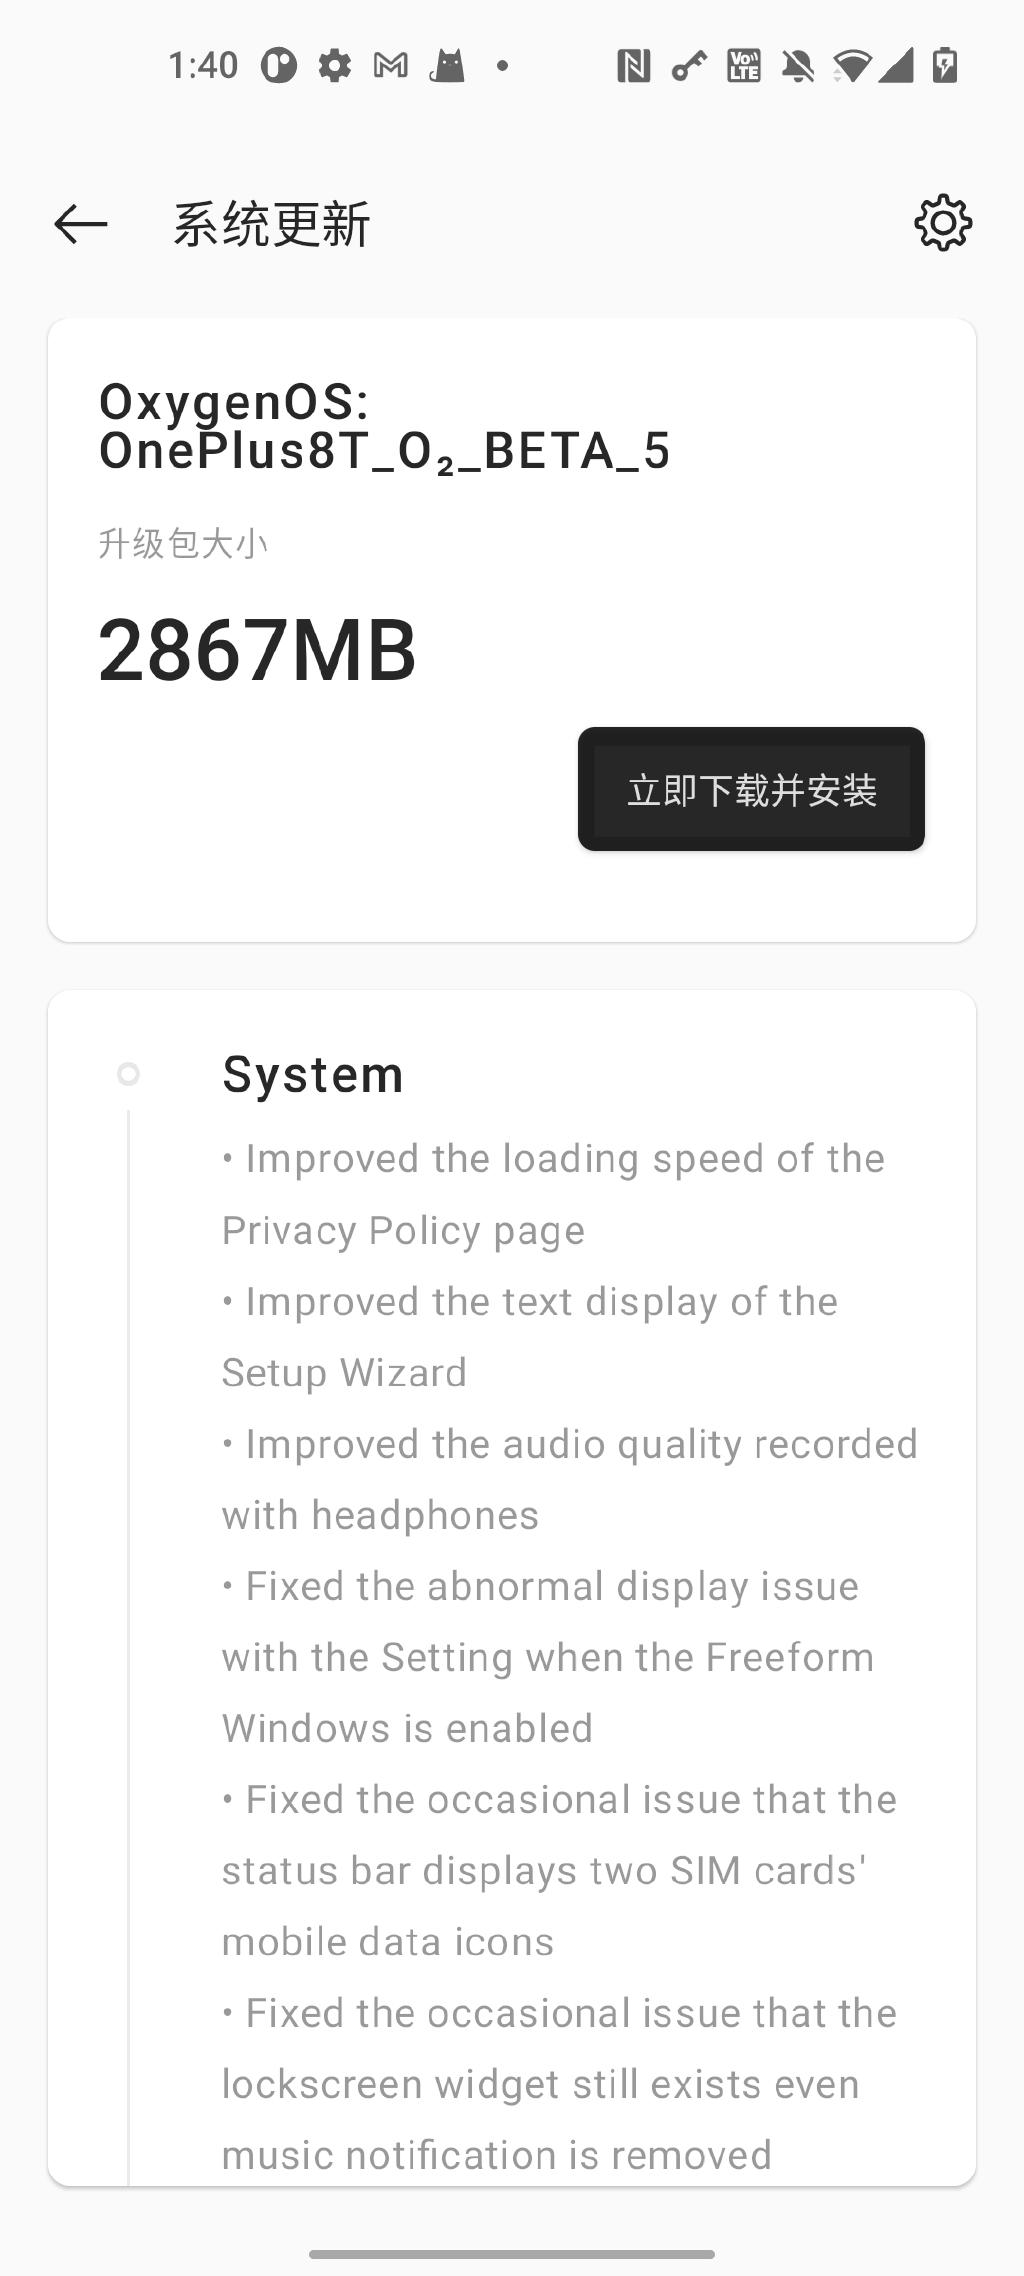 1:40
系统更新
OxygenOS:
OnePlus8T_O₂_BETA_5
升级包大小
2867MB
立即下载并安装
System
• Improved the loading speed of the
Privacy Policy page
• Improved the text display of the
Setup Wizard
• Improved the audio quality recorded
with headphones
• Fixed the abnormal display issue
with the Setting when the Freeform
Windows is enabled
• Fixed the occasional issue that the
status bar displays two SIM cards'
mobile data icons
• Fixed the occasional issue that the
lockscreen widget still exists even
music notification is removed